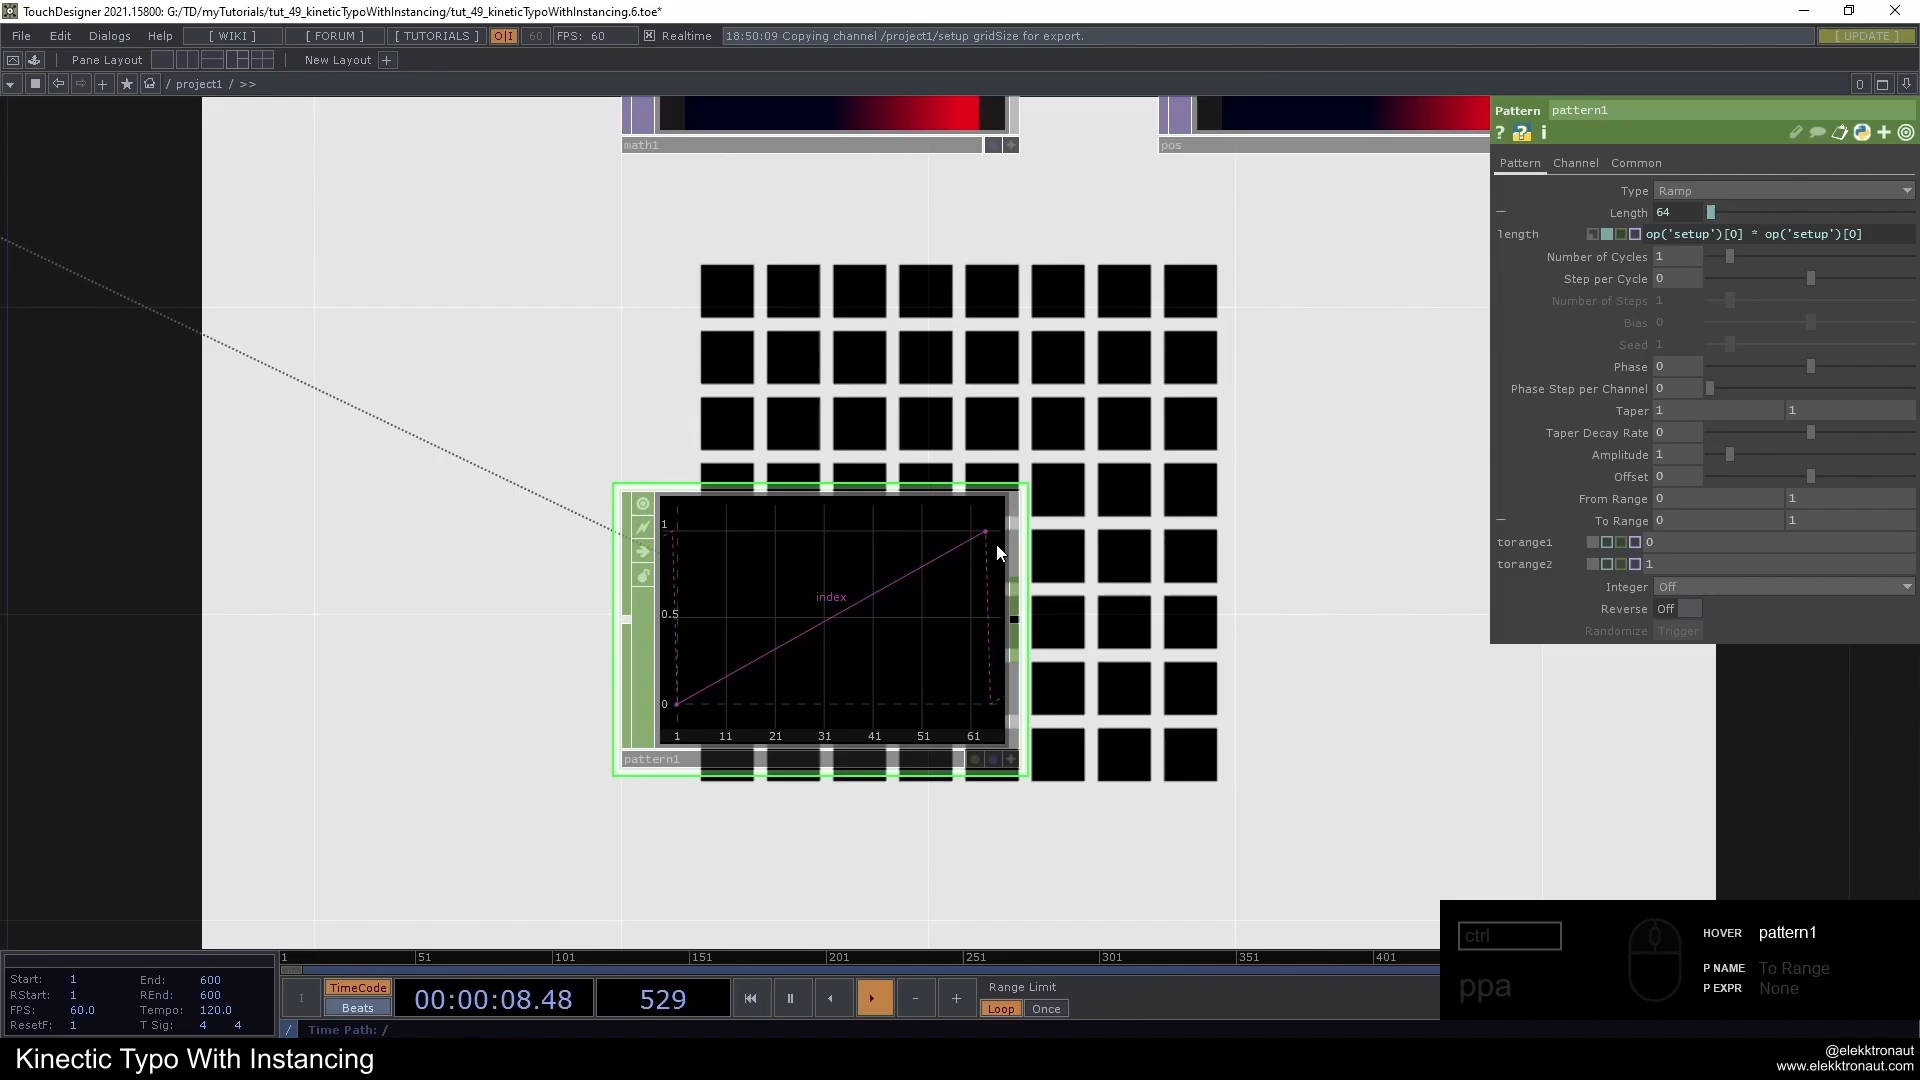 TouchDesigner 2021.15800: G:/TD/myTutorials/tut_49_kineticTypoWithInstancing/tut_49_kineticTypoWithInstancing.6.toe*
File Edit Dialogs Help [ WIKI ] [ FORUM ] [ TUTORIALS ] O|I 60 FPS: 60 Realtime 18:50:09 Copying channel /project1/setup gridSize for export. [ UPDATE ]
Pane Layout New Layout +
/ project1 / >> 0
math1
pos
Pattern pattern1
? ? i
Pattern Channel Common
Type Ramp
Length 64
length op('setup')[0] * op('setup')[0]
Number of Cycles 1
Step per Cycle 0
Number of Steps 1
Bias 0
Seed 1
Phase 0
Phase Step per Channel 0
Taper 1 1
Taper Decay Rate 0
Amplitude 1
Offset 0
From Range 0 1
To Range 0 1
torange1 0
torange2 1
Integer Off
Reverse Off
Randomize Trigger
1
index
0.5
0
1 11 21 31 41 51 61
pattern1
ctrl
ppa
HOVER pattern1
P NAME To Range
P EXPR None
1 51 101 151 201 251 301 351 401
Start: 1 End: 600
RStart: 1 REnd: 600
FPS: 60.0 Tempo: 120.0
ResetF: 1 T Sig: 4 4
TimeCode
Beats
00:00:08.48 529
Range Limit
Loop Once
/ Time Path: /
Kinectic Typo With Instancing
@elekktronaut
www.elekktronaut.com